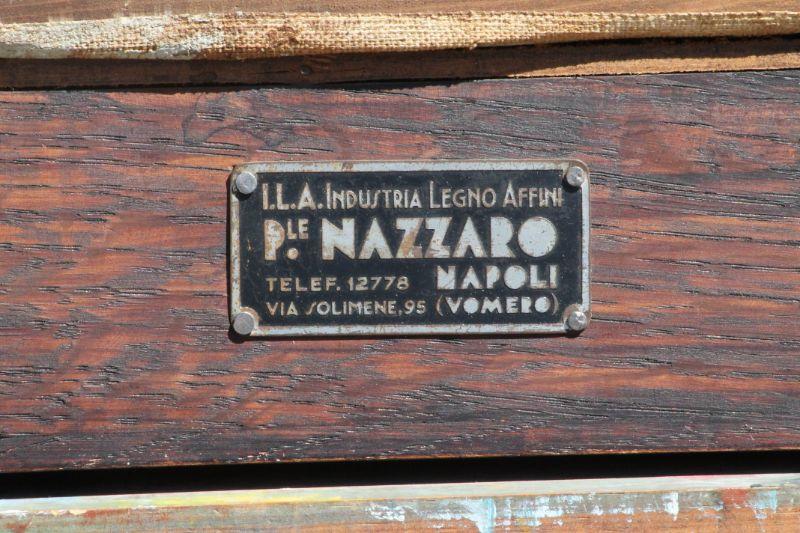 I.L.A. INDUSTRIA LEGNO AFFINI
P.LE NAZZARO
TELEF. 12778 NAPOLI
VIA SOLIMENE, 95 (VOMERO)